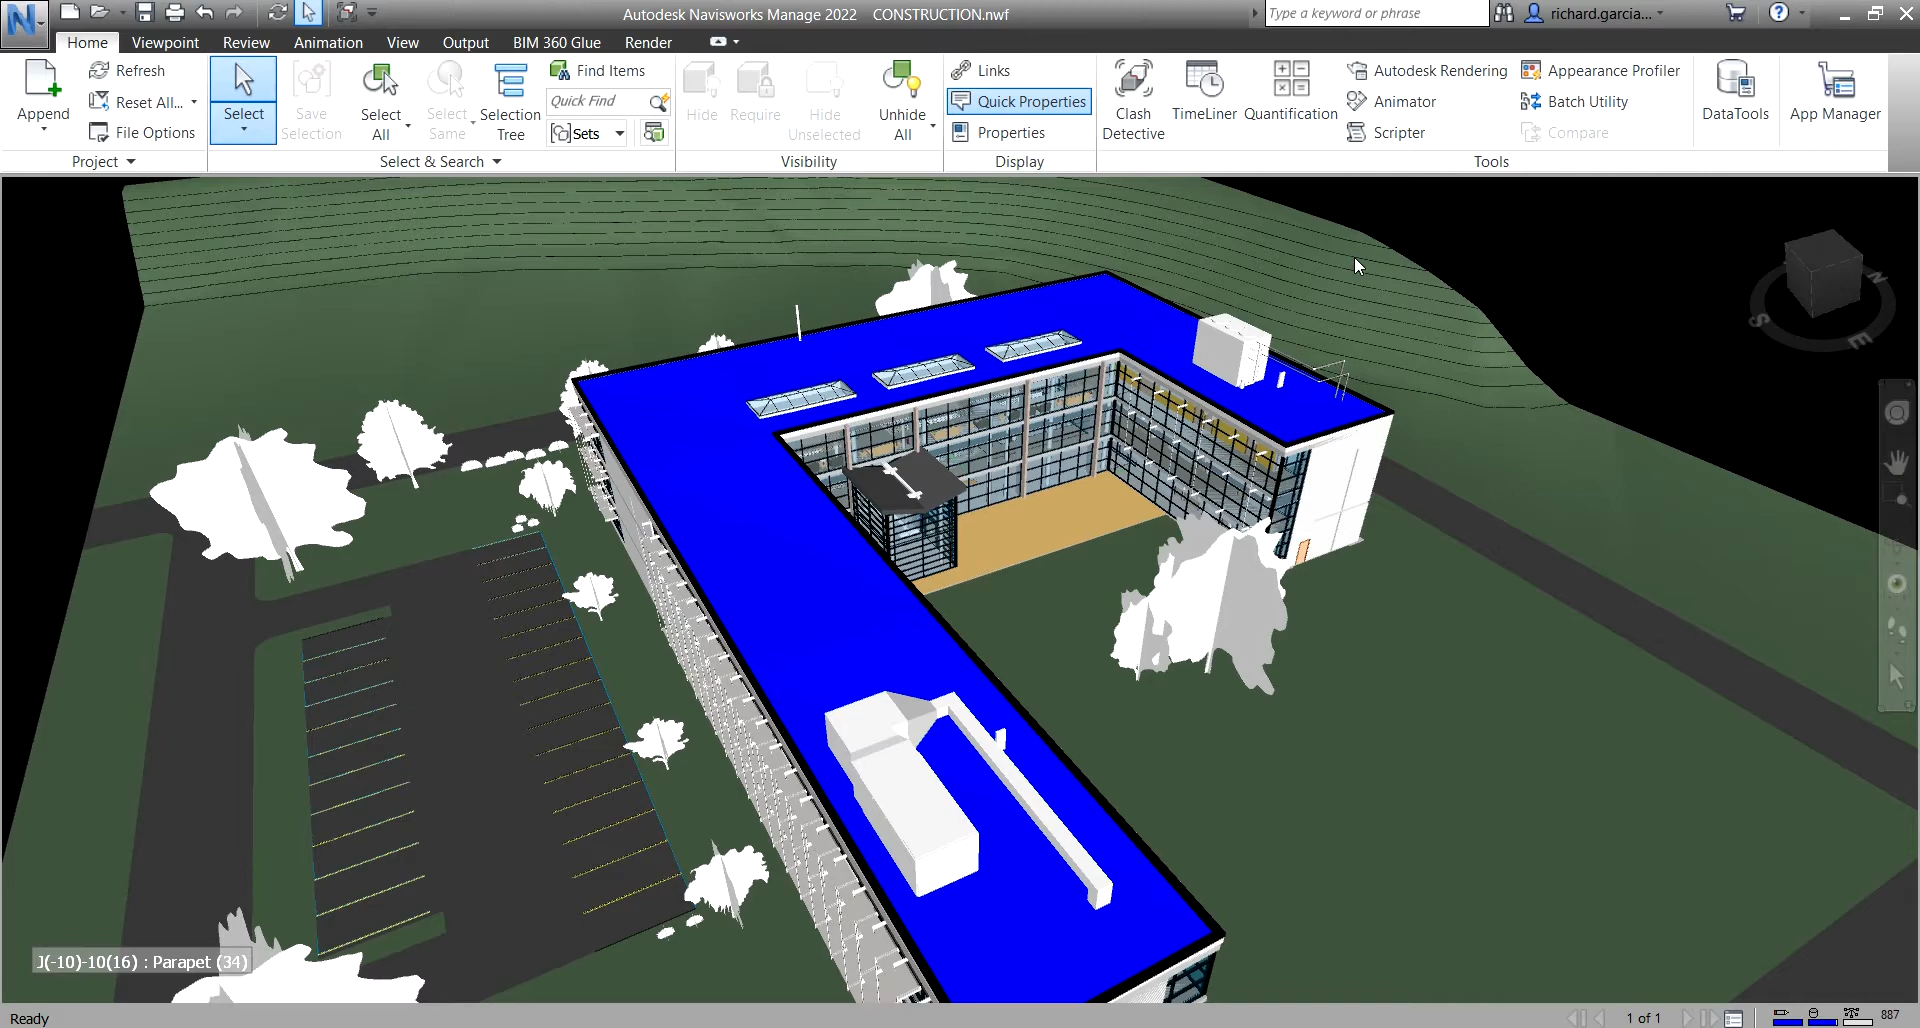 Autodesk Navisworks Manage 2022 CONSTRUCTION.nwf
Type a keyword or phrase
richard.garcia...
Home Viewpoint Review Animation View Output BIM 360 Glue Render
Append
Refresh
Reset All...
File Options
Project
Select
Save Selection
Select All
Select Same
Selection Tree
Find Items
Quick Find
Sets
Select & Search
Hide
Require
Hide Unselected
Unhide All
Visibility
Links
Quick Properties
Properties
Display
Clash Detective
TimeLiner
Quantification
Autodesk Rendering
Animator
Scripter
Appearance Profiler
Batch Utility
Compare
Tools
DataTools
App Manager
N
S
E
J(-10)-10(16) : Parapet (34)
Ready
1 of 1
887